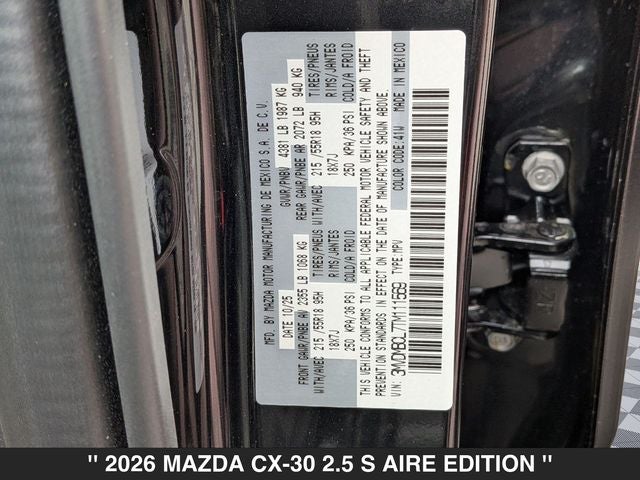 MFD. BY MAZDA MOTOR MANUFACTURING DE MEXICO S.A. DE C.V.
DATE 10/25 GVWR/PNBV 4381 LB 1987 KG
FRONT GAWR/PNBE AV 2355 LB 1068 KG REAR GAWR/PNBE AR 2072 LB 940 KG
WITH/AVEC 215 /55R18 95H TIRES/PNEUS WITH/AVEC 215 /55R18 95H TIRES/PNEUS
18X7J RIMS/JANTES 18X7J RIMS/JANTES
250 KPA/36 PSI COLD/A FROID 250 KPA/36 PSI COLD/A FROID
THIS VEHICLE CONFORMS TO ALL APPLICABLE FEDERAL MOTOR VEHICLE SAFETY AND THEFT
PREVENTION STANDARDS IN EFFECT ON THE DATE OF MANUFACTURE SHOWN ABOVE.
TYPE:MPV COLOR CODE:41W MADE IN MEXICO
VIN:
" 2026 MAZDA CX-30 2.5 S AIRE EDITION "